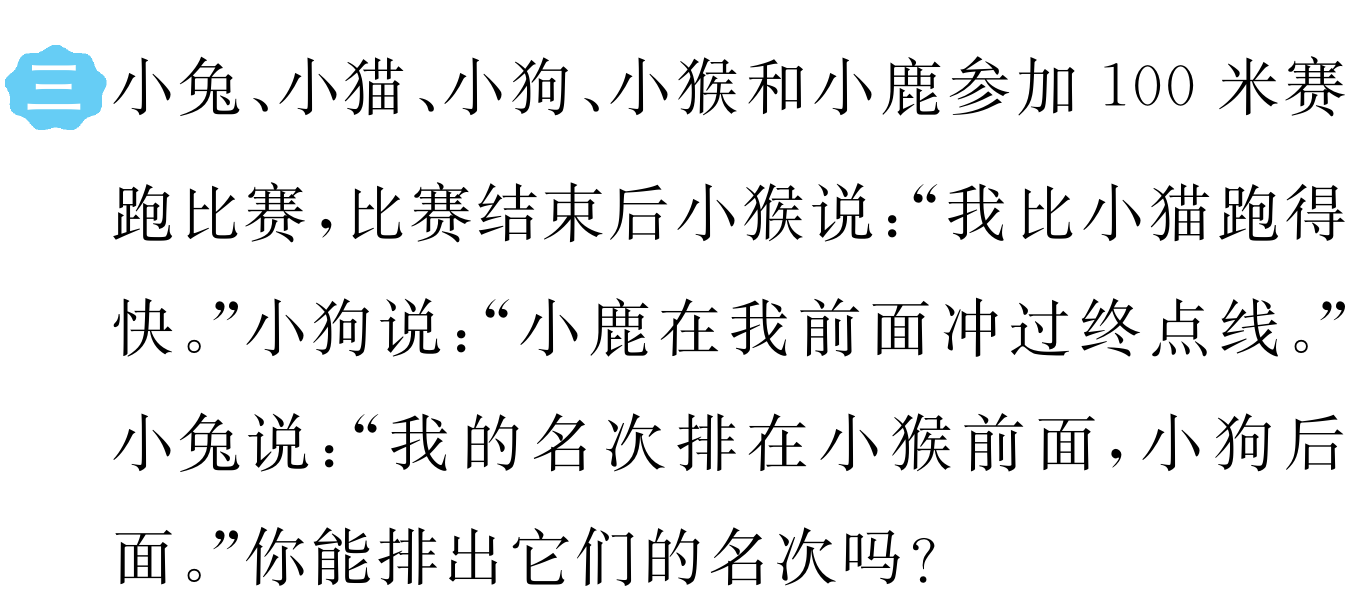 三 小兔、小猫、小狗、小猴和小鹿参加 100 米赛
跑比赛,比赛结束后小猴说:“我比小猫跑得
快。”小狗说:“小鹿在我前面冲过终点线。”
小兔说:“我的名次排在小猴前面,小狗后
面。”你能排出它们的名次吗?